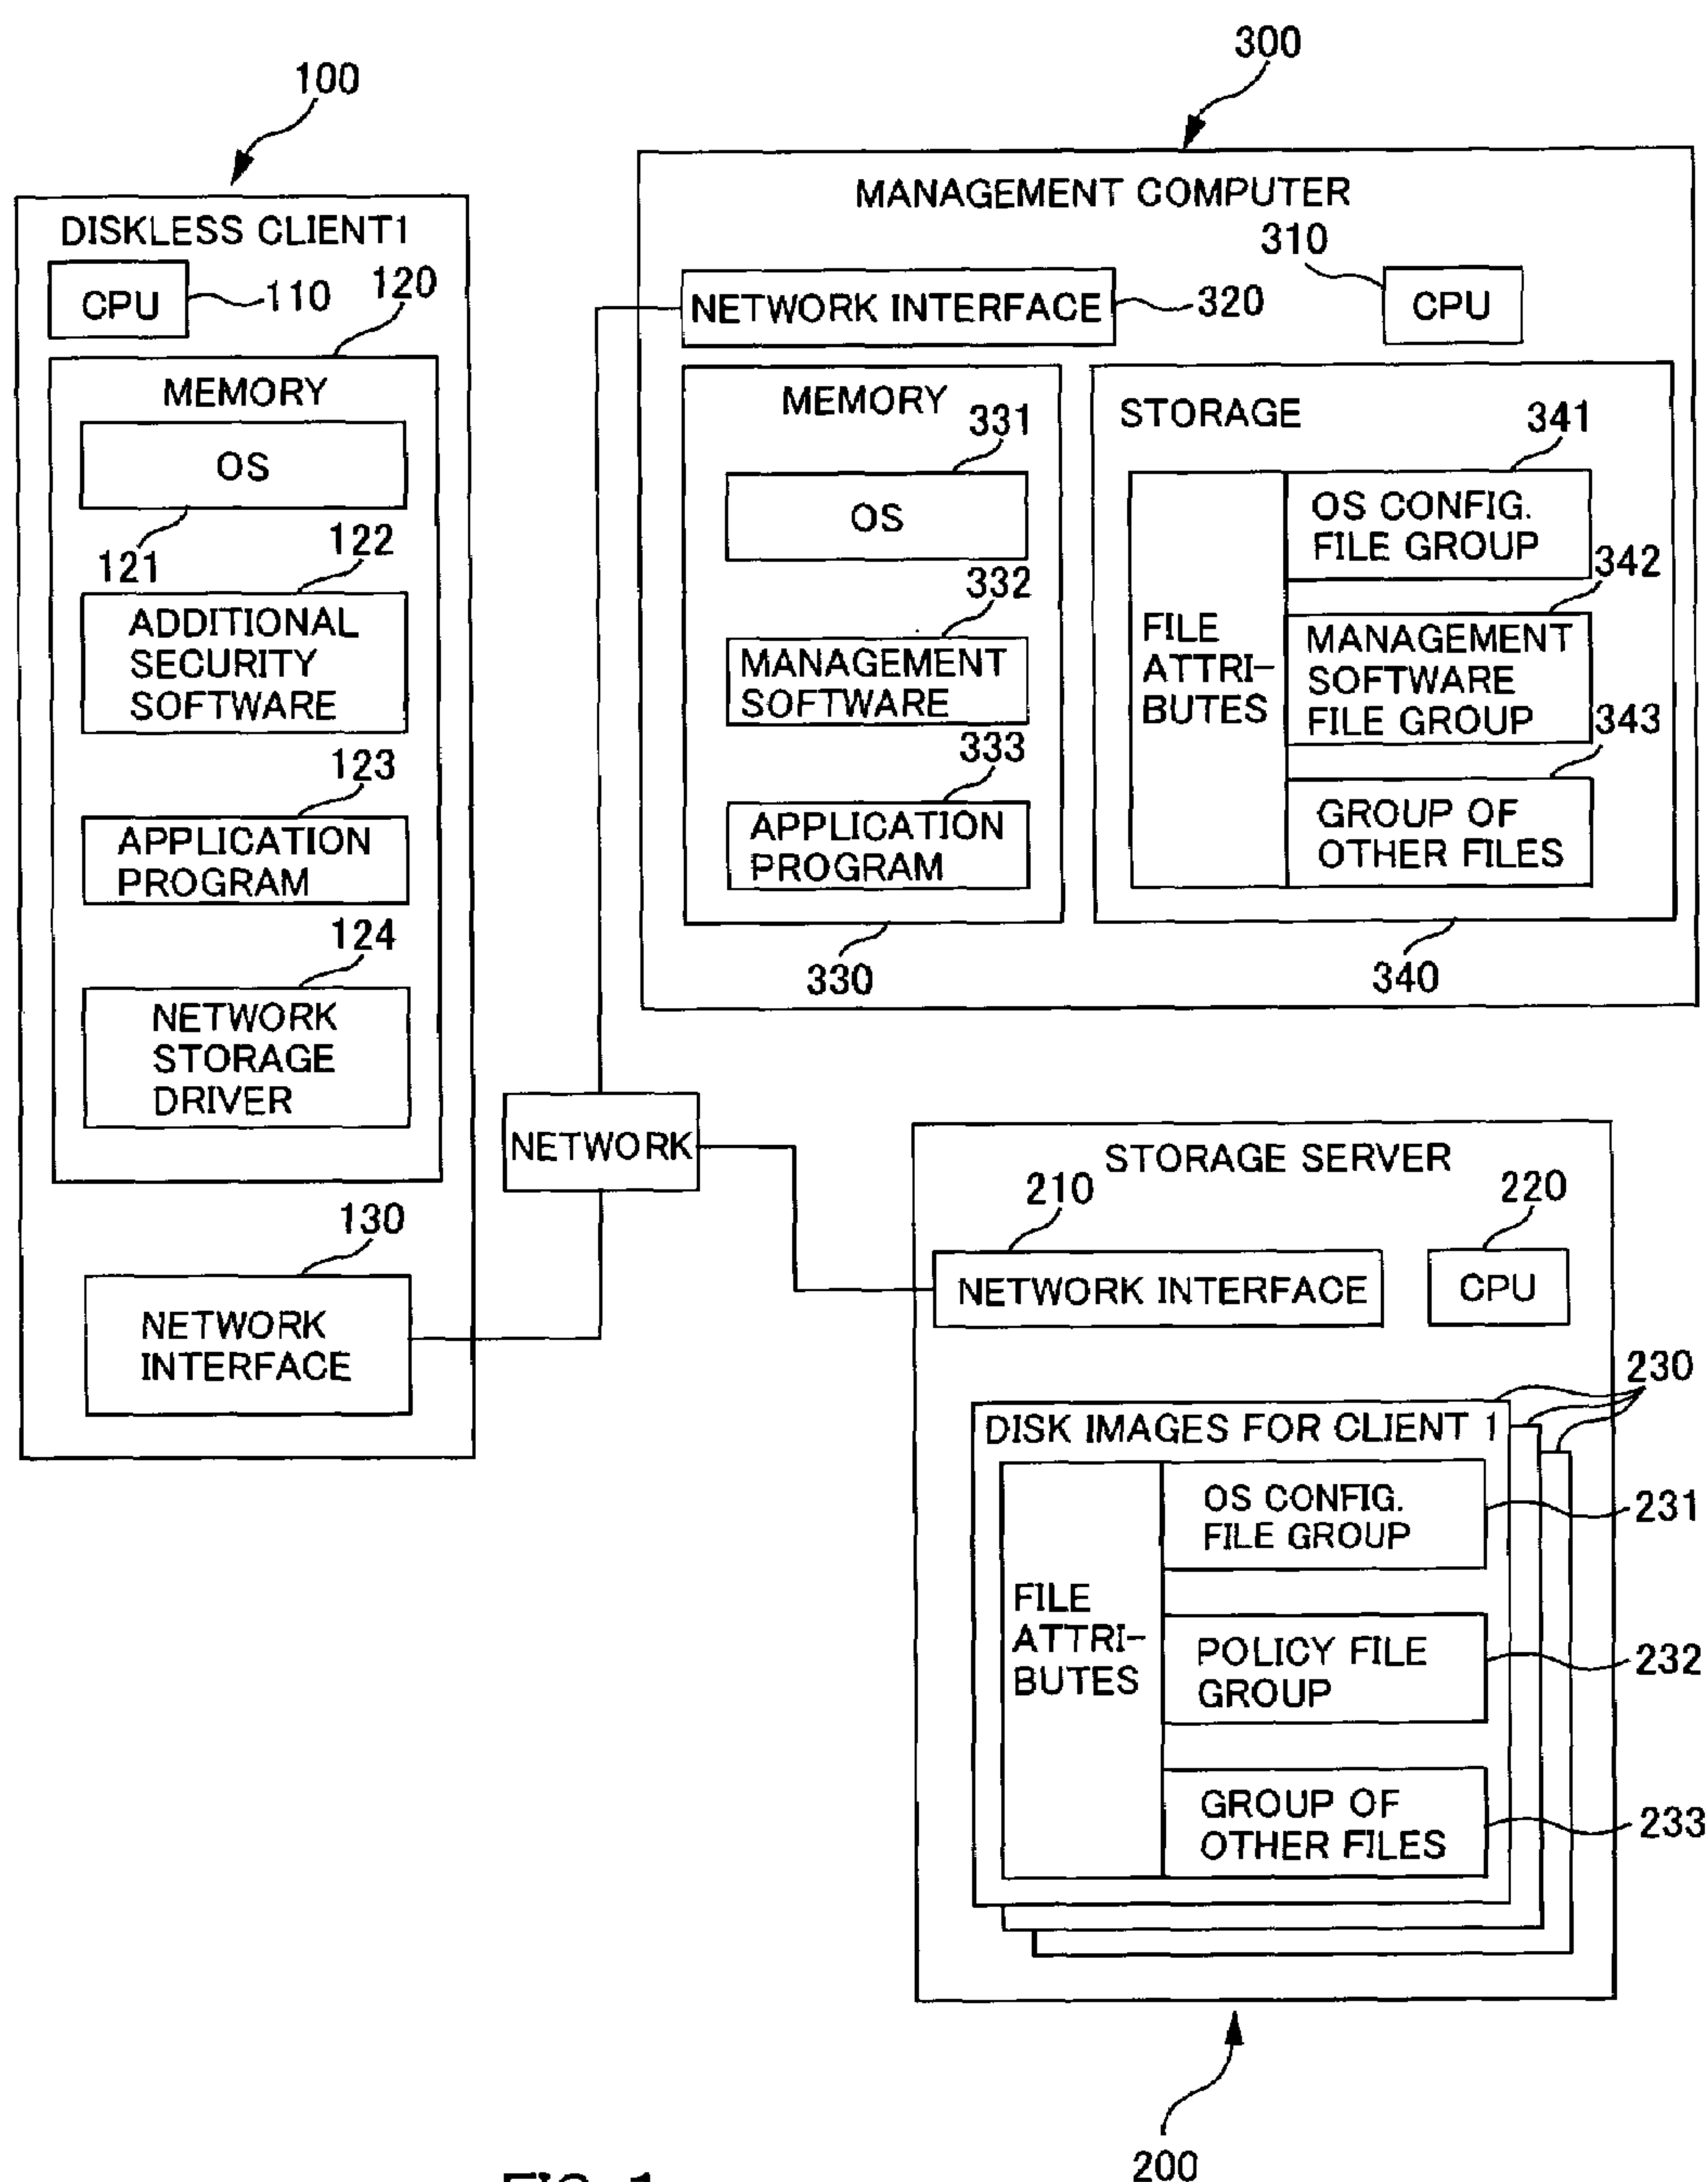 100
DISKLESS CLIENT1
CPU
110
120
MEMORY
OS
121
122
ADDITIONAL
SECURITY
SOFTWARE
123
APPLICATION
PROGRAM
124
NETWORK
STORAGE
DRIVER
130
NETWORK
INTERFACE
NETWORK
300
MANAGEMENT COMPUTER
310
NETWORK INTERFACE
320
CPU
MEMORY
331
OS
332
MANAGEMENT
SOFTWARE
333
APPLICATION
PROGRAM
330
STORAGE
341
FILE
ATTRI-
BUTES
OS CONFIG.
FILE GROUP
342
MANAGEMENT
SOFTWARE
FILE GROUP
343
GROUP OF
OTHER FILES
340
STORAGE SERVER
210
220
NETWORK INTERFACE
CPU
230
DISK IMAGES FOR CLIENT 1
FILE
ATTRI-
BUTES
OS CONFIG.
FILE GROUP
231
POLICY FILE
GROUP
232
GROUP OF
OTHER FILES
233
200
FIG. 1